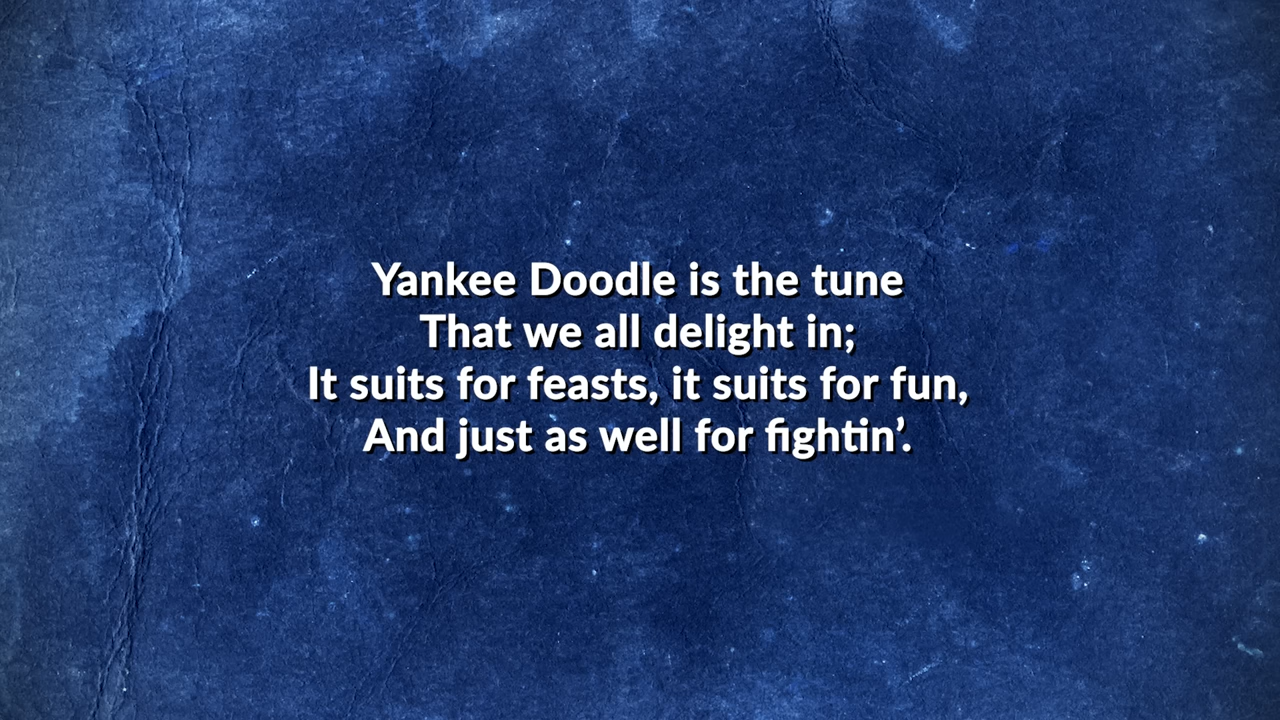 Yankee Doodle is the tune
That we all delight in;
It suits for feasts, it suits for fun,
And just as well for fightin’.